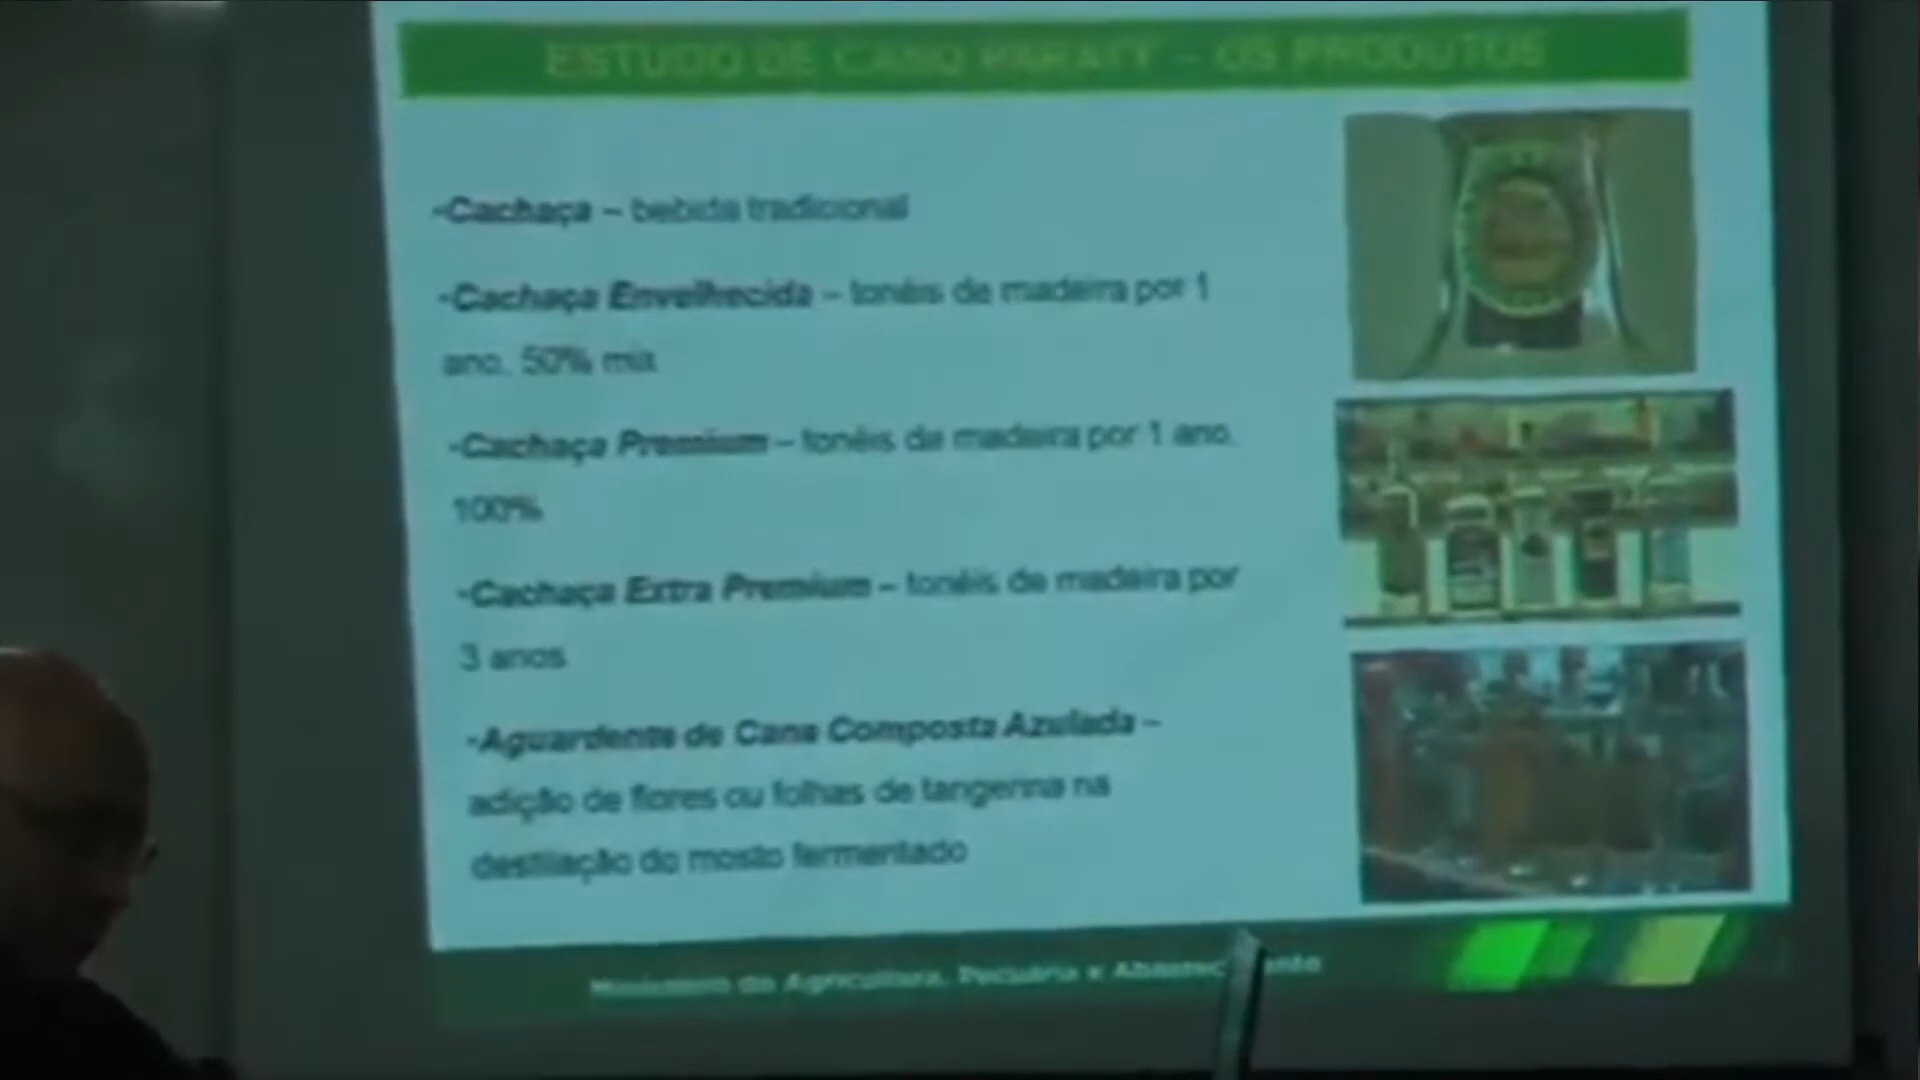 ESTUDO DE CASO PARATY – OS PRODUTOS
-Cachaça – bebida tradicional
-Cachaça Envelhecida – tonéis de madeira por 1
ano. 50% mix
-Cachaça Premium – tonéis de madeira por 1 ano.
100%
-Cachaça Extra Premium – tonéis de madeira por
3 anos
-Aguardente de Cana Composta Azulada –
adição de flores ou folhas de tangerina na
destilação do mosto fermentado
Ministério da Agricultura, Pecuária e